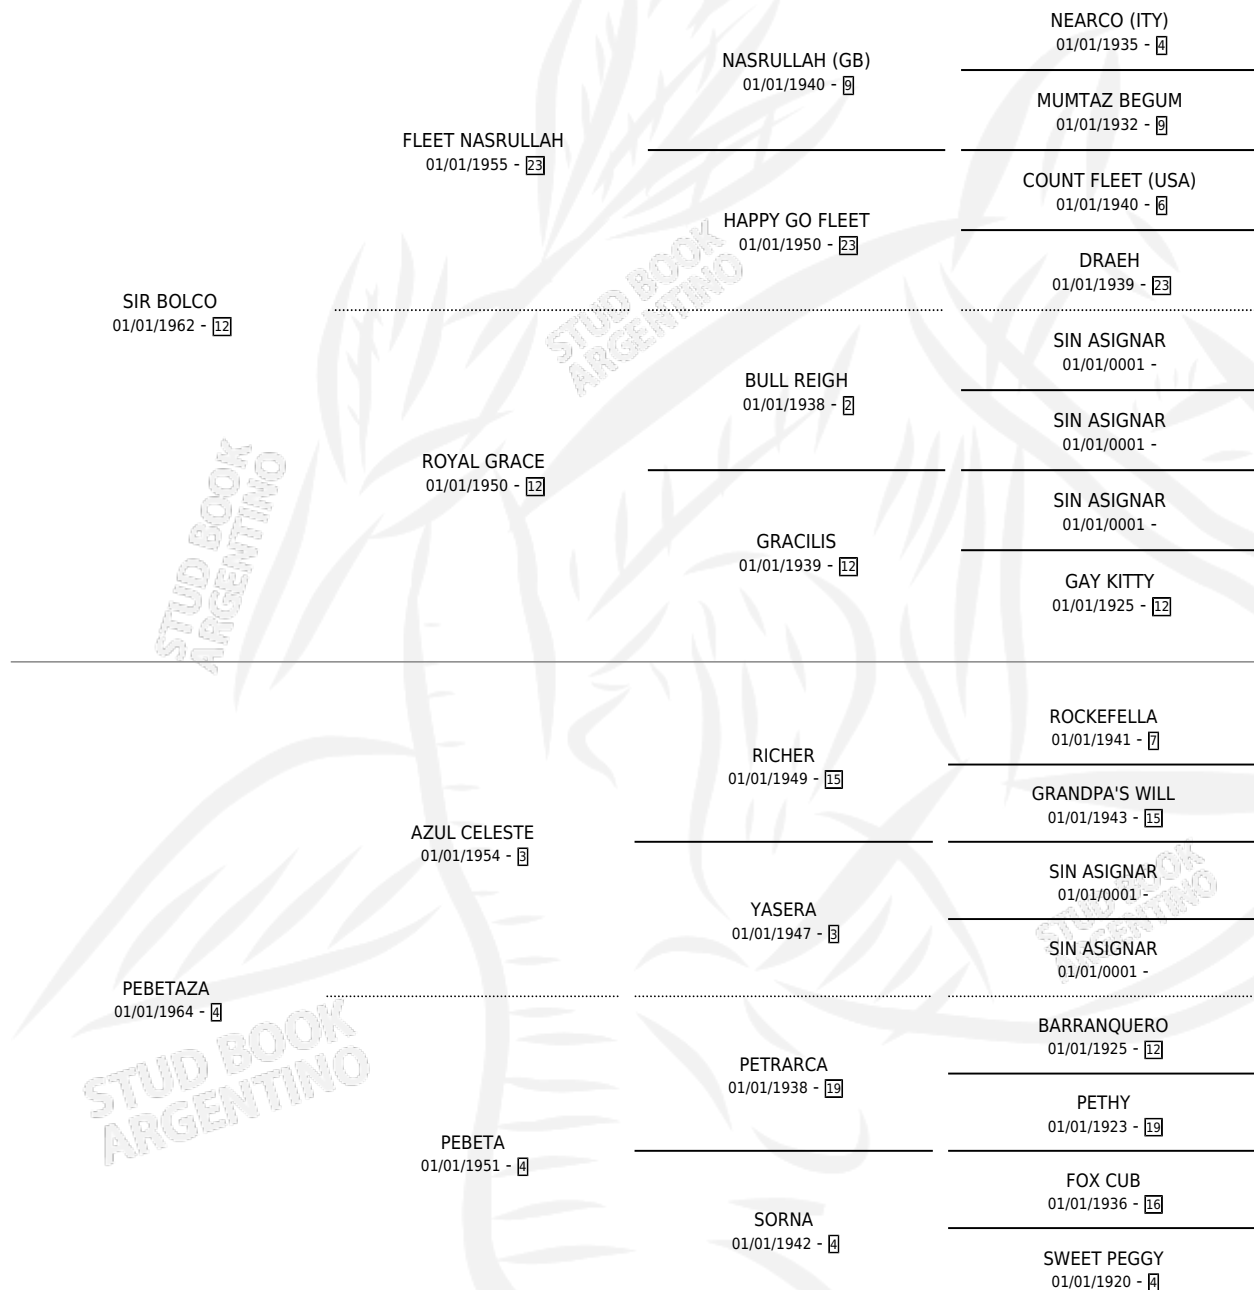 NEARCO (ITY)
01/01/1935 - 4
NASRULLAH (GB)
01/01/1940 - 9
MUMTAZ BEGUM
01/01/1932 - 9
FLEET NASRULLAH
01/01/1955 - 23
COUNT FLEET (USA)
01/01/1940 - 6
HAPPY GO FLEET
01/01/1950 - 23
DRAEH
01/01/1939 - 23
STUD BOOK
ARGENTINO
SIR BOLCO
01/01/1962 - 12
SIN ASIGNAR
01/01/0001 -
BULL REIGH
01/01/1938 - 2
SIN ASIGNAR
01/01/0001 -
ROYAL GRACE
01/01/1950 - 12
SIN ASIGNAR
01/01/0001 -
GRACILIS
01/01/1939 - 12
GAY KITTY
01/01/1925 - 12
STUD BOOK
ARGENTINO
ROCKEFELLA
01/01/1941 - 7
RICHER
01/01/1949 - 15
GRANDPA'S WILL
01/01/1943 - 15
AZUL CELESTE
01/01/1954 - 3
SIN ASIGNAR
01/01/0001 -
YASERA
01/01/1947 - 3
SIN ASIGNAR
01/01/0001 -
STUD BOOK
ARGENTINO
PEBETAZA
01/01/1964 - 4
BARRANQUERO
01/01/1925 - 12
PETRARCA
01/01/1938 - 19
PETHY
01/01/1923 - 19
STUD BOOK
ARGENTINO
PEBETA
01/01/1951 - 4
FOX CUB
01/01/1936 - 16
SORNA
01/01/1942 - 4
SWEET PEGGY
01/01/1920 - 4